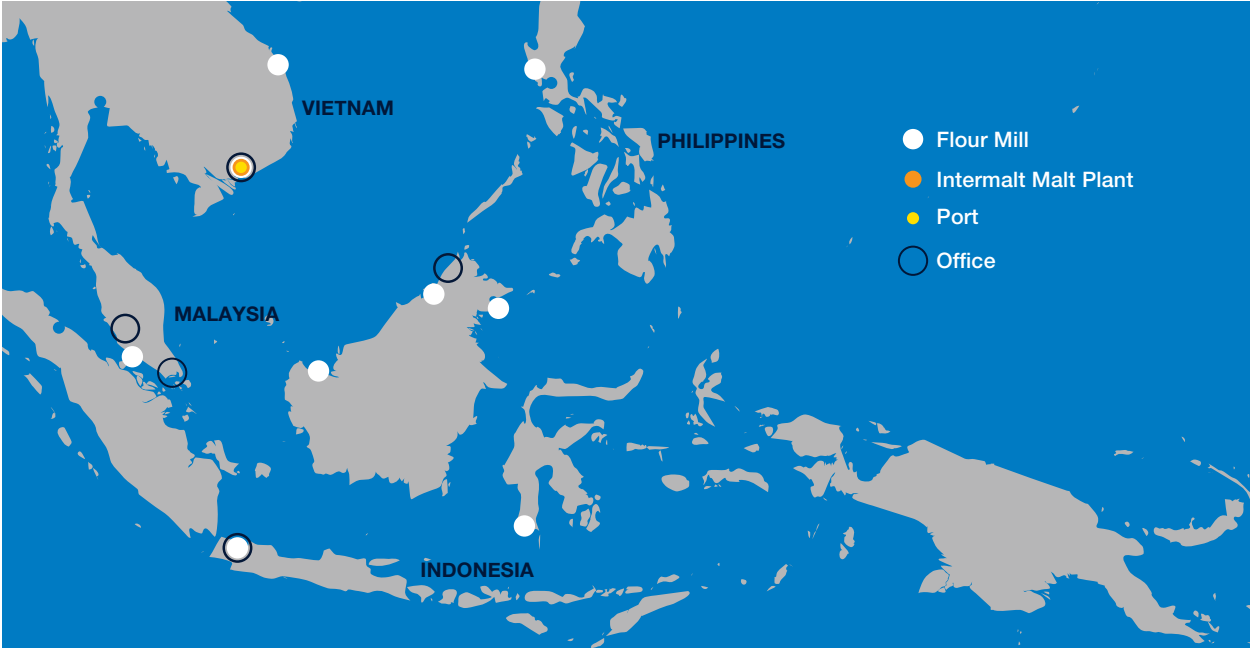 VIETNAM
PHILIPPINES
Flour Mill
Intermalt Malt Plant
Port
Office
MALAYSIA
INDONESIA